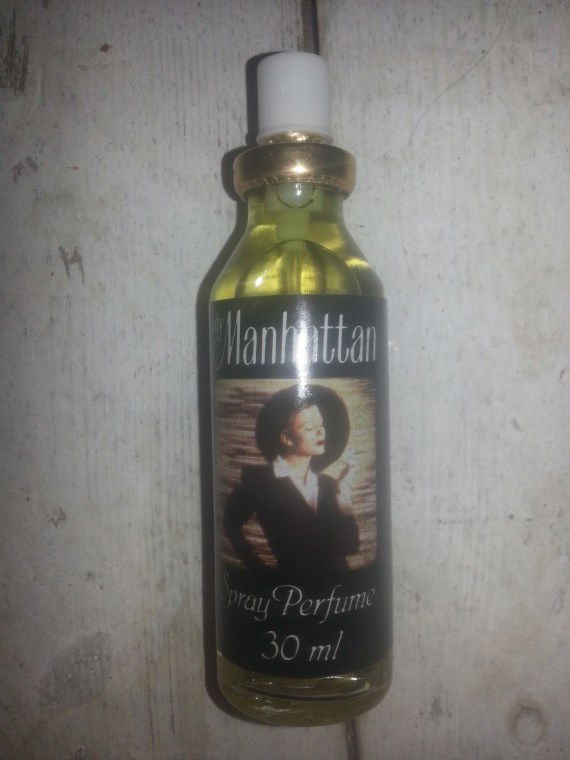 Manhattan
Spray Perfume
30 ml